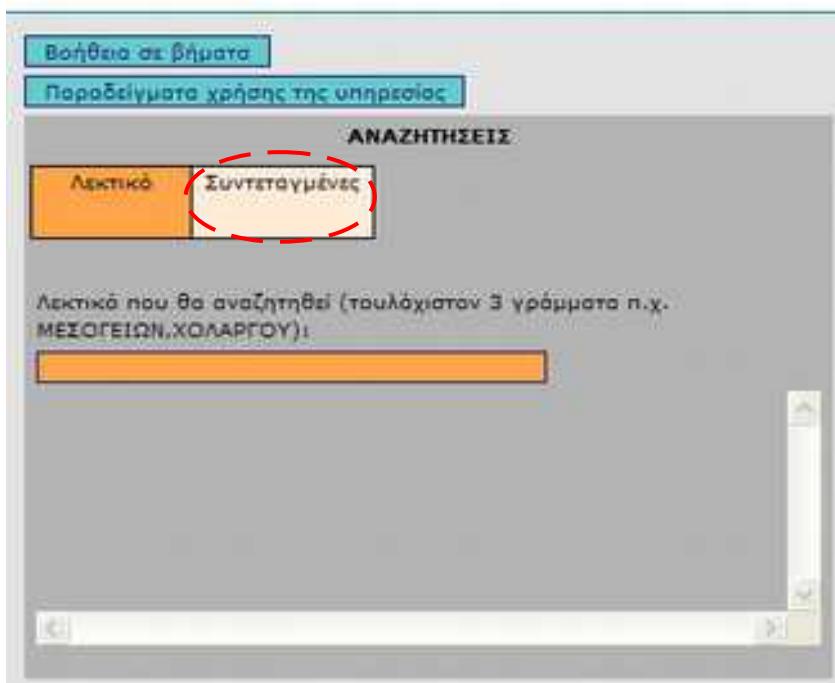 Βοήθεια σε βήματα
Παραδείγματα χρήσης της υπηρεσίας
ΑΝΑΖΗΤΗΣΕΙΣ
Λεκτικό Συντεταγμένες
Λεκτικό που θα αναζητηθεί (τουλάχιστον 3 γράμματα π.χ.
ΜΕΣΟΓΕΙΩΝ,ΧΟΛΑΡΓΟΥ):